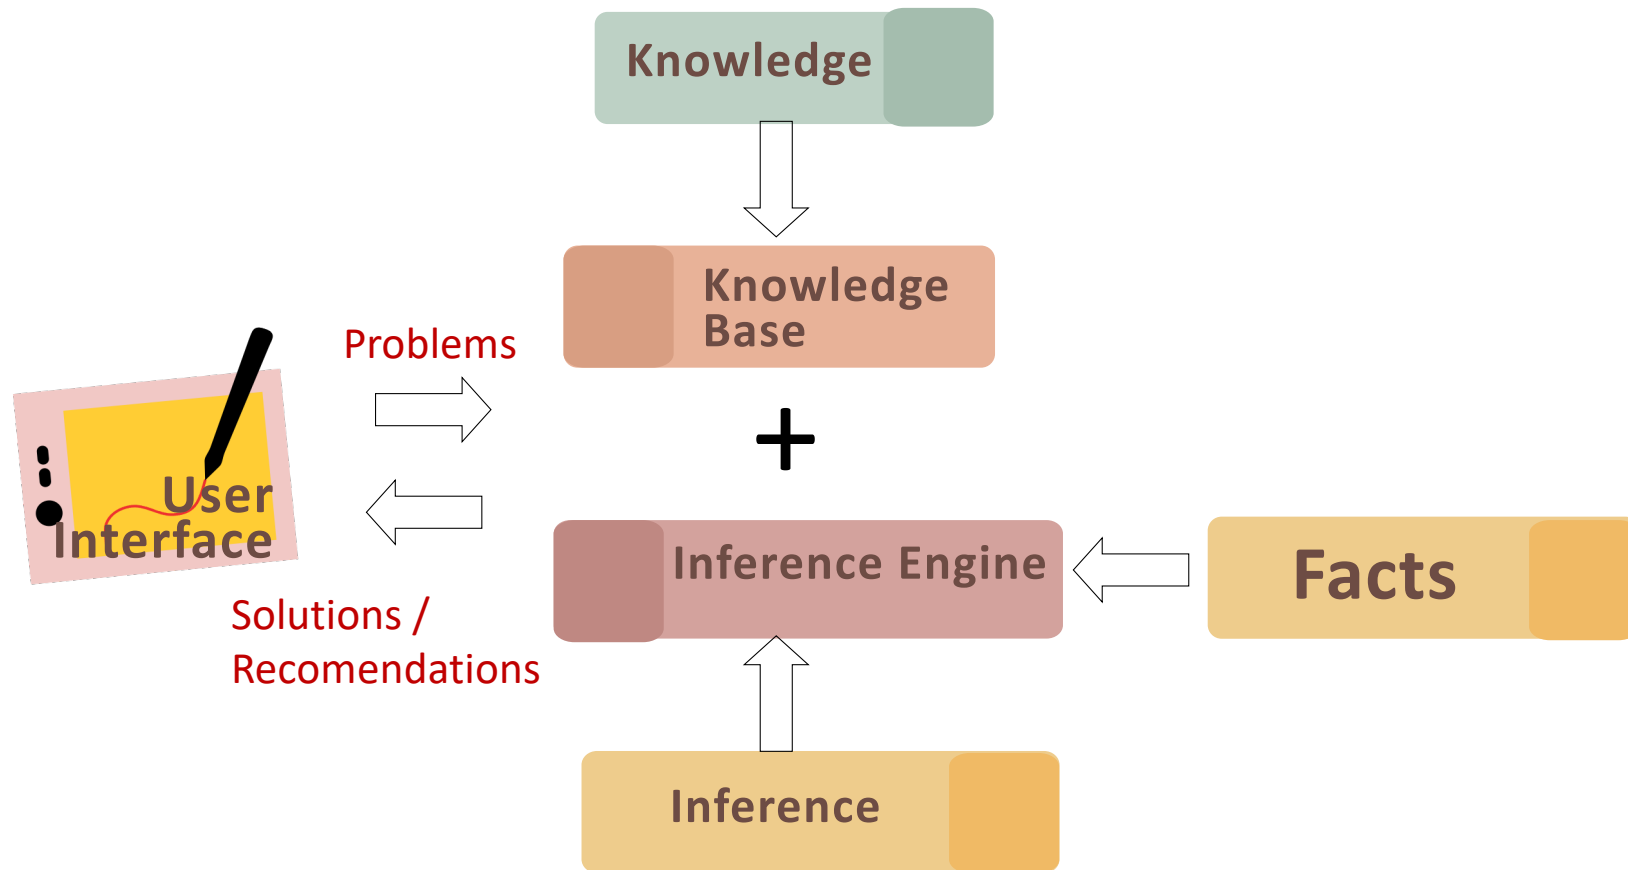 Knowledge
Knowledge
Base
Problems
User
Interface
Inference Engine
Facts
Solutions /
Recomendations
Inference